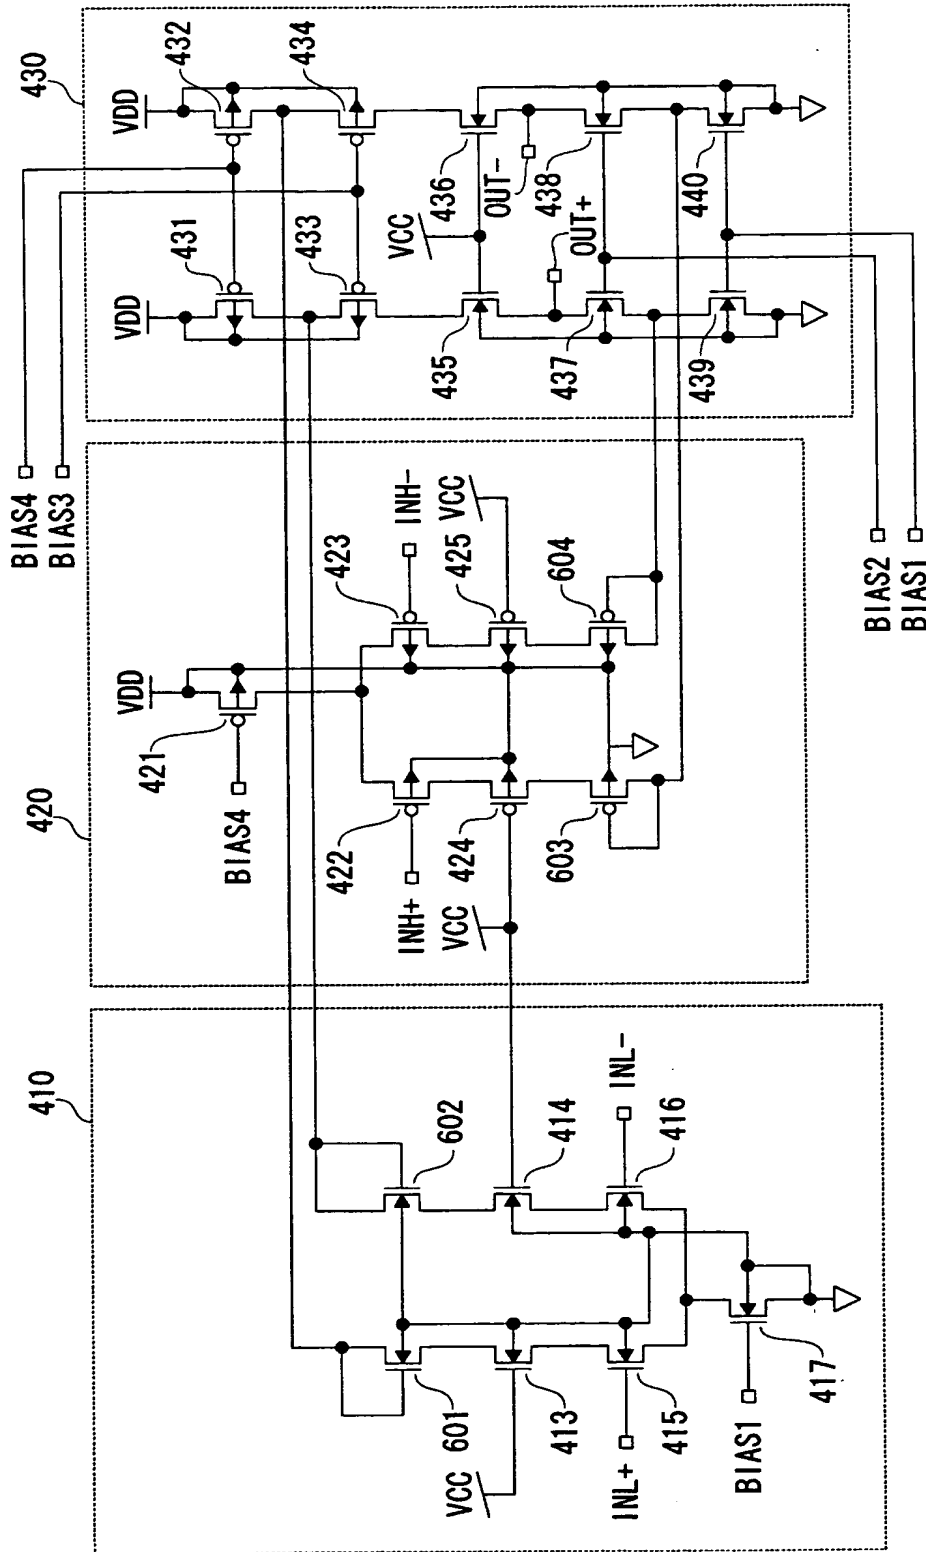 430
VDD
432
434
VDD
431
433
VCC
436
OUT-
438
440
OUT+
435
437
439
BIAS4
BIAS3
BIAS2
BIAS1
420
VDD
421
BIAS4
423
INH-
VCC
425
604
422
INH+
424
VCC
603
410
602
414
INL-
416
601
VCC
413
INL+
415
BIAS1
417